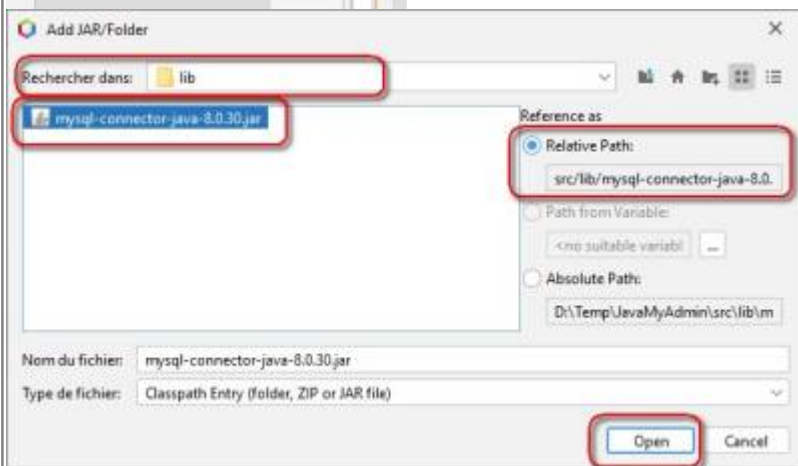 Add JAR/Folder
Rechercher dans: lib
mysql-connector-java-8.0.30.jar
Reference as
Relative Path:
src/lib/mysql-connector-java-8.0.
Path from Variable:
<no suitable variabl ...
Absolute Path:
D:\Temp\JavaMyAdmin\src\lib\m
Nom du fichier: mysql-connector-java-8.0.30.jar
Type de fichier: Classpath Entry (folder, ZIP or JAR file)
Open Cancel